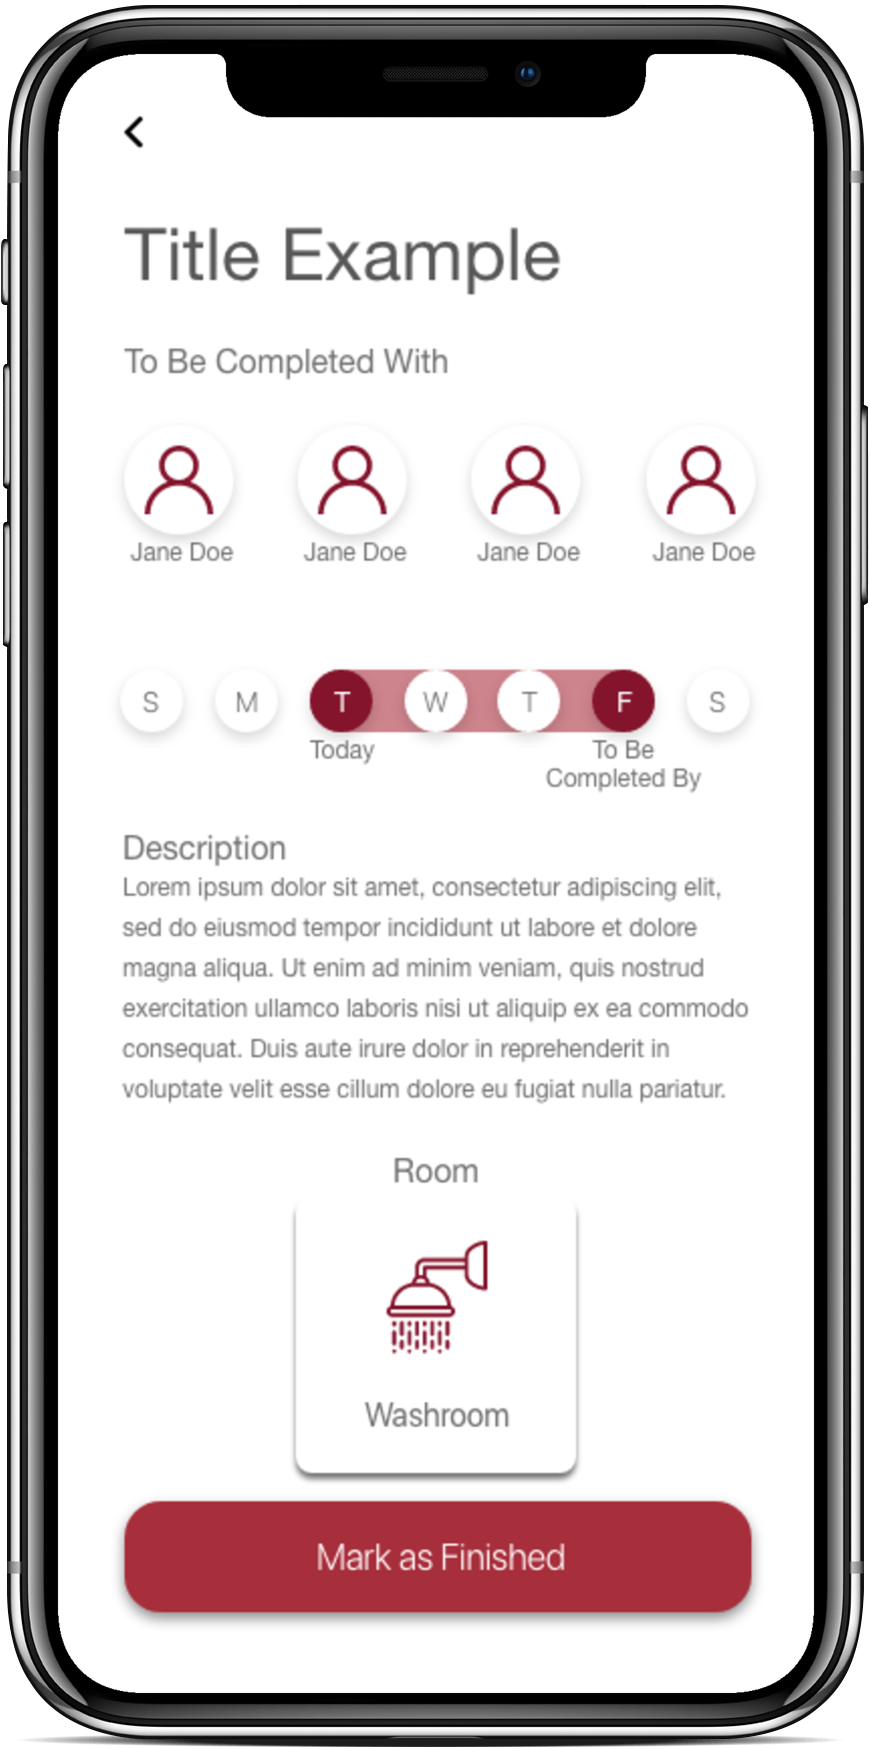 Title Example
To Be Completed With
Jane Doe Jane Doe Jane Doe Jane Doe
S M T W T F S
Today To Be
Completed By
Description
Lorem ipsum dolor sit amet, consectetur adipiscing elit,
sed do eiusmod tempor incididunt ut labore et dolore
magna aliqua. Ut enim ad minim veniam, quis nostrud
exercitation ullamco laboris nisi ut aliquip ex ea commodo
consequat. Duis aute irure dolor in reprehenderit in
voluptate velit esse cillum dolore eu fugiat nulla pariatur.
Room
Washroom
Mark as Finished